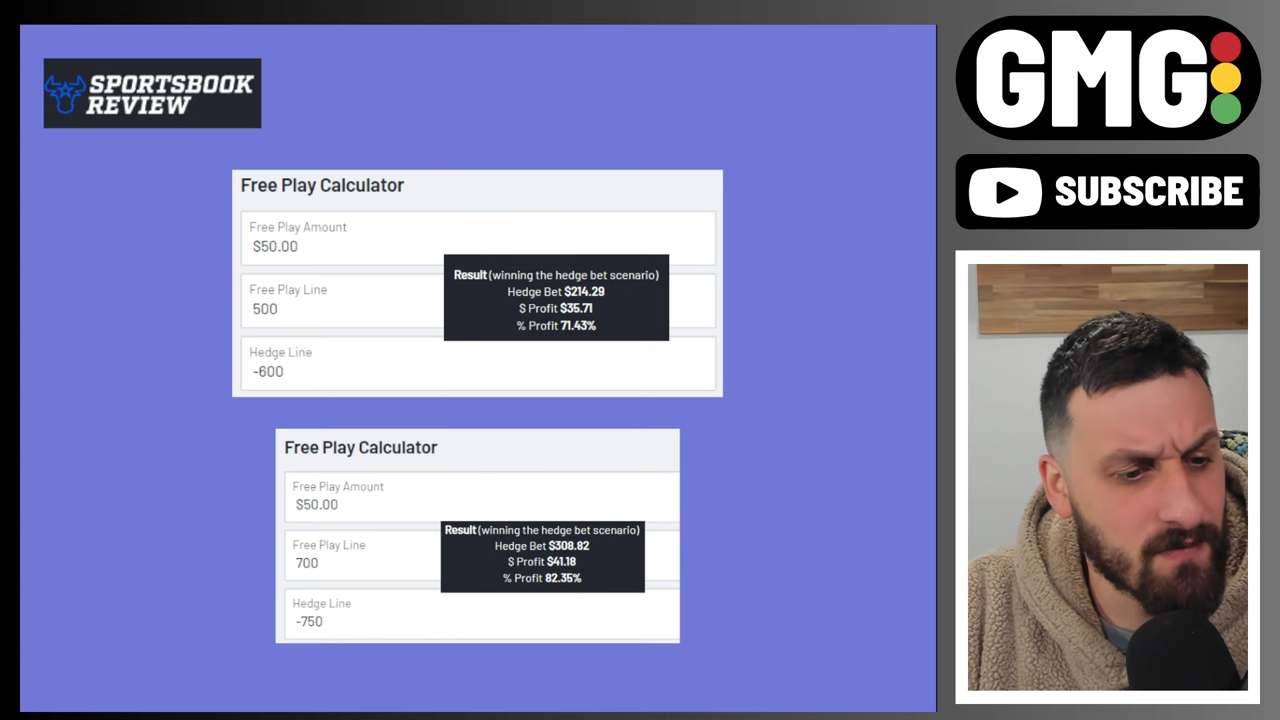 SPORTSBOOK
REVIEW
Free Play Calculator
Free Play Amount
$50.00
Free Play Line
500
Hedge Line
-600
Result (winning the hedge bet scenario)
Hedge Bet $214.29
$ Profit $35.71
% Profit 71.43%
Free Play Calculator
Free Play Amount
$50.00
Free Play Line
700
Hedge Line
-750
Result (winning the hedge bet scenario)
Hedge Bet $308.82
$ Profit $41.18
% Profit 82.35%
GMG
SUBSCRIBE